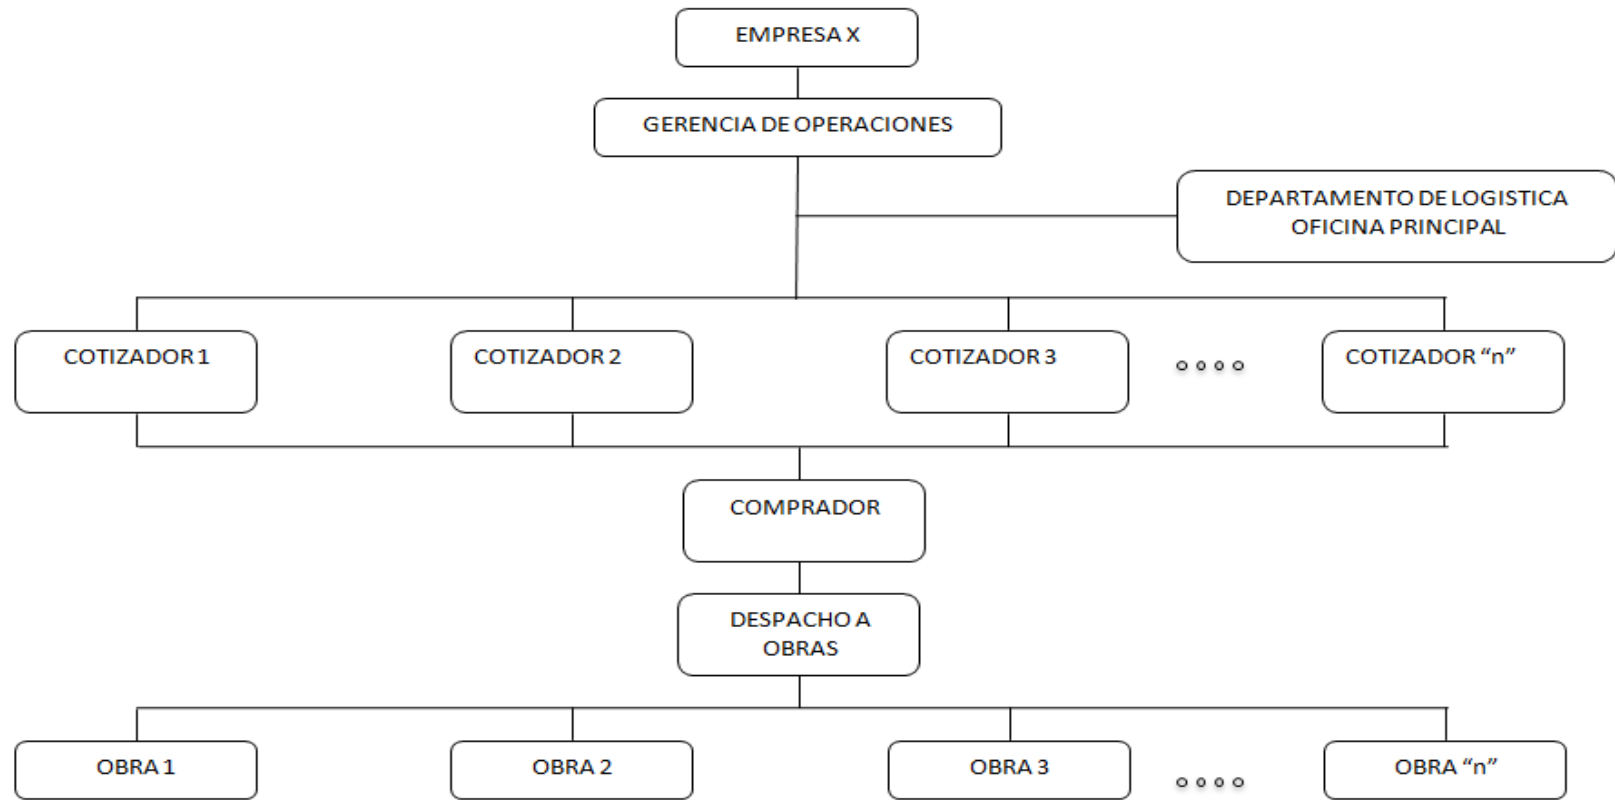 EMPRESA X
GERENCIA DE OPERACIONES
DEPARTAMENTO DE LOGISTICA
OFICINA PRINCIPAL
COTIZADOR 1
COTIZADOR 2
COTIZADOR 3
COTIZADOR “n”
COMPRADOR
DESPACHO A
OBRAS
OBRA 1
OBRA 2
OBRA 3
OBRA “n”